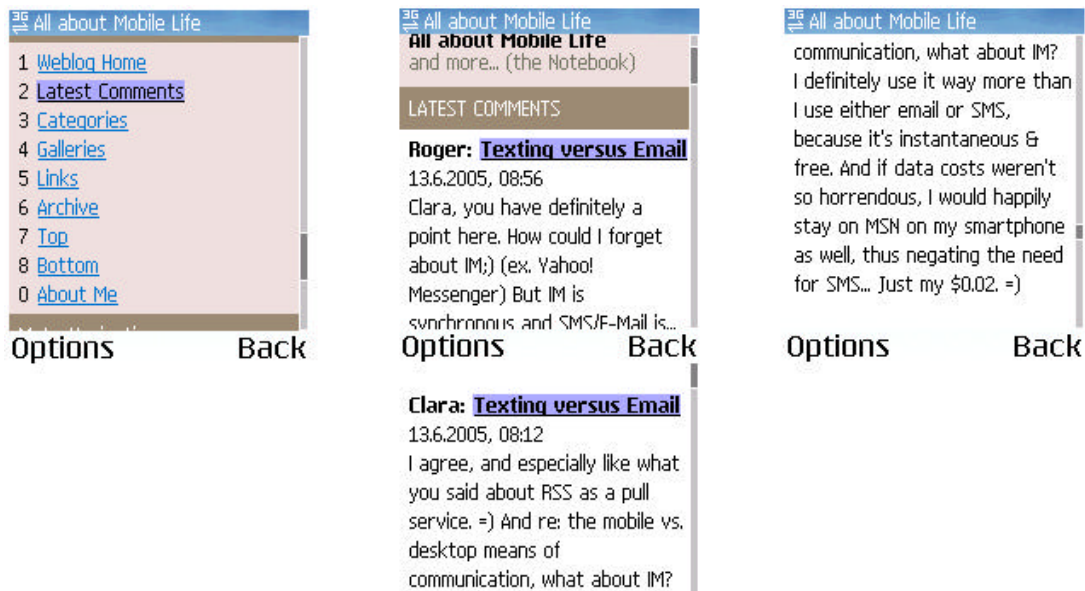 3G All about Mobile Life
1 Weblog Home
2 Latest Comments
3 Categories
4 Galleries
5 Links
6 Archive
7 Top
8 Bottom
0 About Me
Options Back
3G All about Mobile Life
All about Mobile Life
and more... (the Notebook)
LATEST COMMENTS
Roger: Texting versus Email
13.6.2005, 08:56
Clara, you have definitely a
point here. How could I forget
about IM;) (ex. Yahoo!
Messenger) But IM is
synchronous and SMS/E-Mail is...
Options Back
Clara: Texting versus Email
13.6.2005, 08:12
I agree, and especially like what
you said about RSS as a pull
service. =) And re: the mobile vs.
desktop means of
communication, what about IM?
3G All about Mobile Life
communication, what about IM?
I definitely use it way more than
I use either email or SMS,
because it's instantaneous &
free. And if data costs weren't
so horrendous, I would happily
stay on MSN on my smartphone
as well, thus negating the need
for SMS... Just my $0.02. =)
Options Back